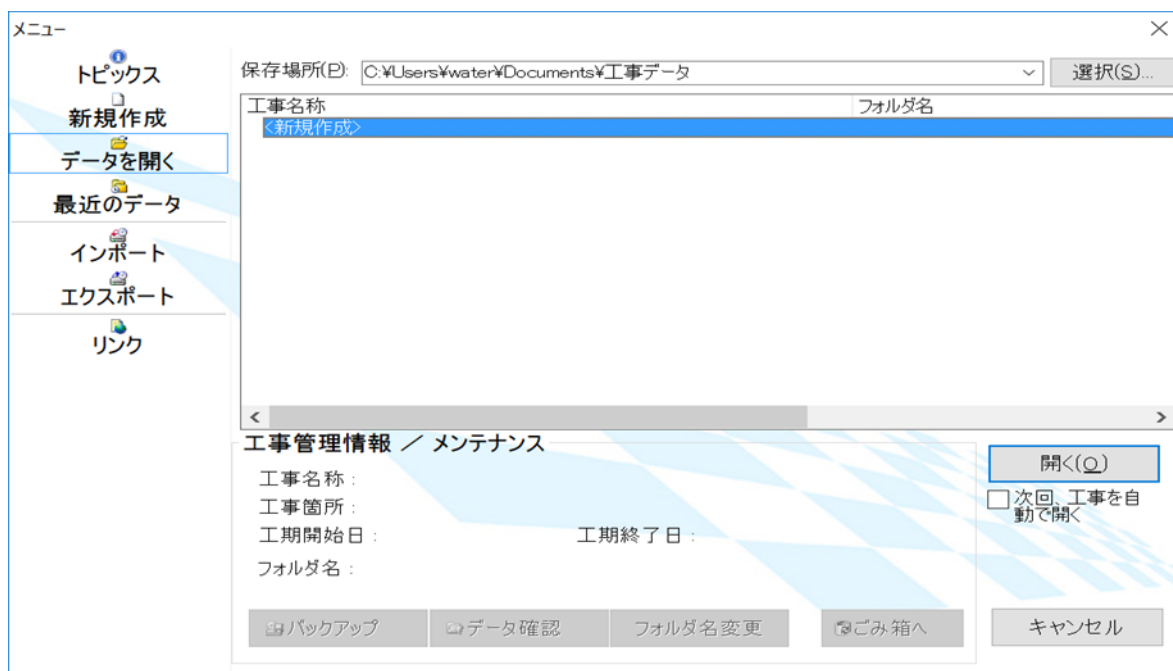 メニュー
トピックス
新規作成
データを開く
最近のデータ
インポート
エクスポート
リンク
保存場所(P): C:¥Users¥water¥Documents¥工事データ 選択(S)...
工事名称 フォルダ名
<新規作成>
工事管理情報 ／ メンテナンス
工事名称 :
工事箇所 :
工期開始日 : 工期終了日 :
フォルダ名 :
バックアップ データ確認 フォルダ名変更 ごみ箱へ
開く(O)
次回、工事を自
動で開く
キャンセル